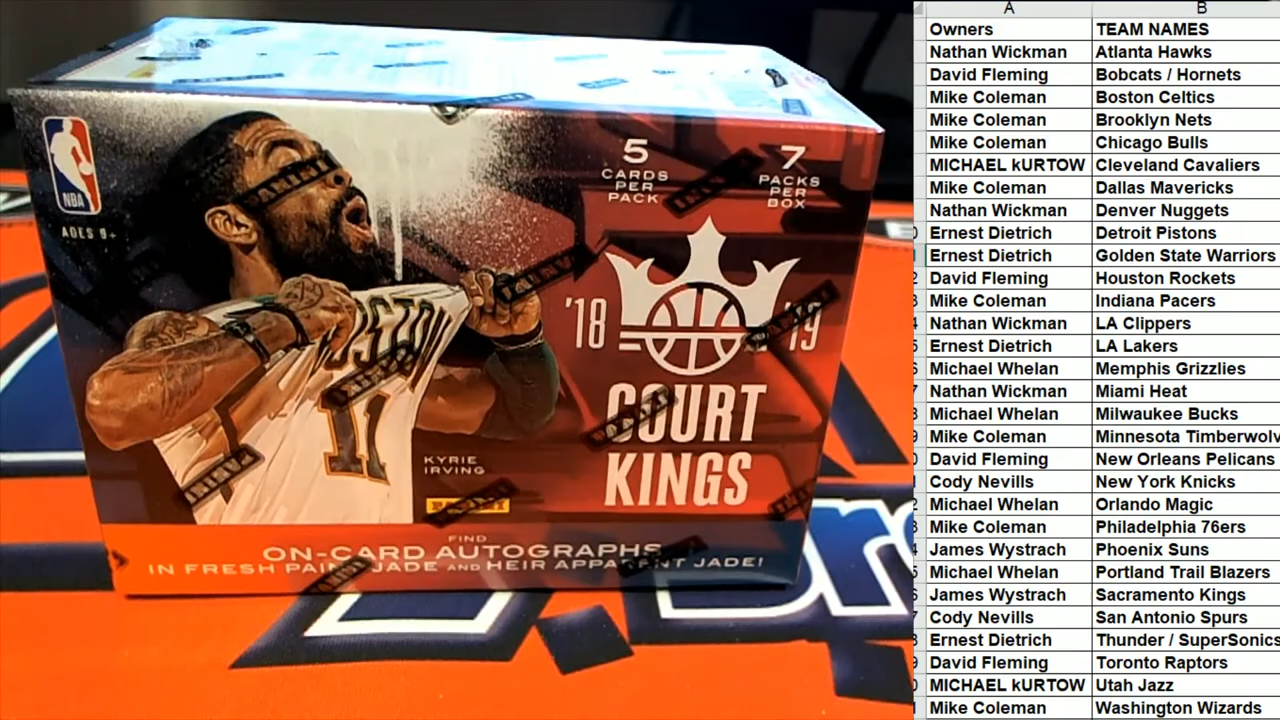 NBA
AGES 9+
5
CARDS
PER
PACK
7
PACKS
PER
BOX
'18 '19
COURT
KINGS
BOSTON
11
KYRIE
IRVING
PANINI
FIND
ON-CARD AUTOGRAPHS
IN FRESH PAINT JADE AND HEIR APPARENT JADE!
A B
Owners TEAM NAMES
Nathan Wickman Atlanta Hawks
David Fleming Bobcats / Hornets
Mike Coleman Boston Celtics
Mike Coleman Brooklyn Nets
Mike Coleman Chicago Bulls
MICHAEL kURTOW Cleveland Cavaliers
Mike Coleman Dallas Mavericks
Nathan Wickman Denver Nuggets
Ernest Dietrich Detroit Pistons
Ernest Dietrich Golden State Warriors
David Fleming Houston Rockets
Mike Coleman Indiana Pacers
Nathan Wickman LA Clippers
Ernest Dietrich LA Lakers
Michael Whelan Memphis Grizzlies
Nathan Wickman Miami Heat
Michael Whelan Milwaukee Bucks
Mike Coleman Minnesota Timberwolv
David Fleming New Orleans Pelicans
Cody Nevills New York Knicks
Michael Whelan Orlando Magic
Mike Coleman Philadelphia 76ers
James Wystrach Phoenix Suns
Michael Whelan Portland Trail Blazers
James Wystrach Sacramento Kings
Cody Nevills San Antonio Spurs
Ernest Dietrich Thunder / SuperSonics
David Fleming Toronto Raptors
MICHAEL kURTOW Utah Jazz
Mike Coleman Washington Wizards